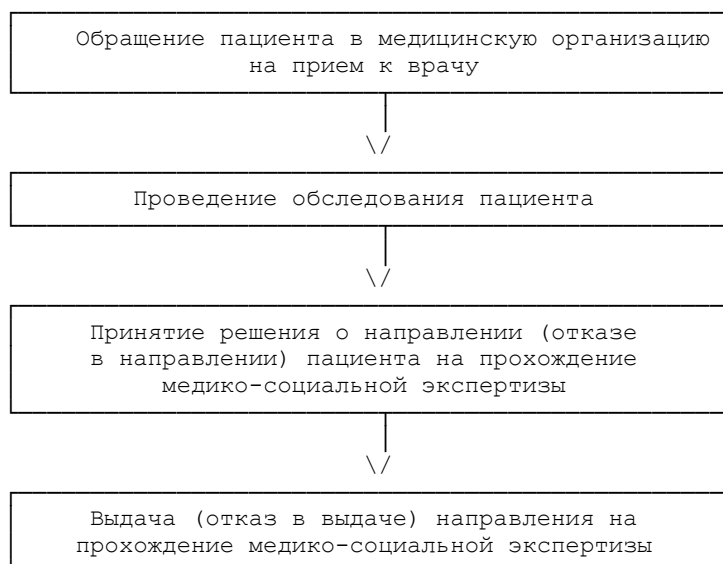 Обращение пациента в медицинскую организацию
на прием к врачу
Проведение обследования пациента
Принятие решения о направлении (отказе
в направлении) пациента на прохождение
медико-социальной экспертизы
Выдача (отказ в выдаче) направления на
прохождение медико-социальной экспертизы